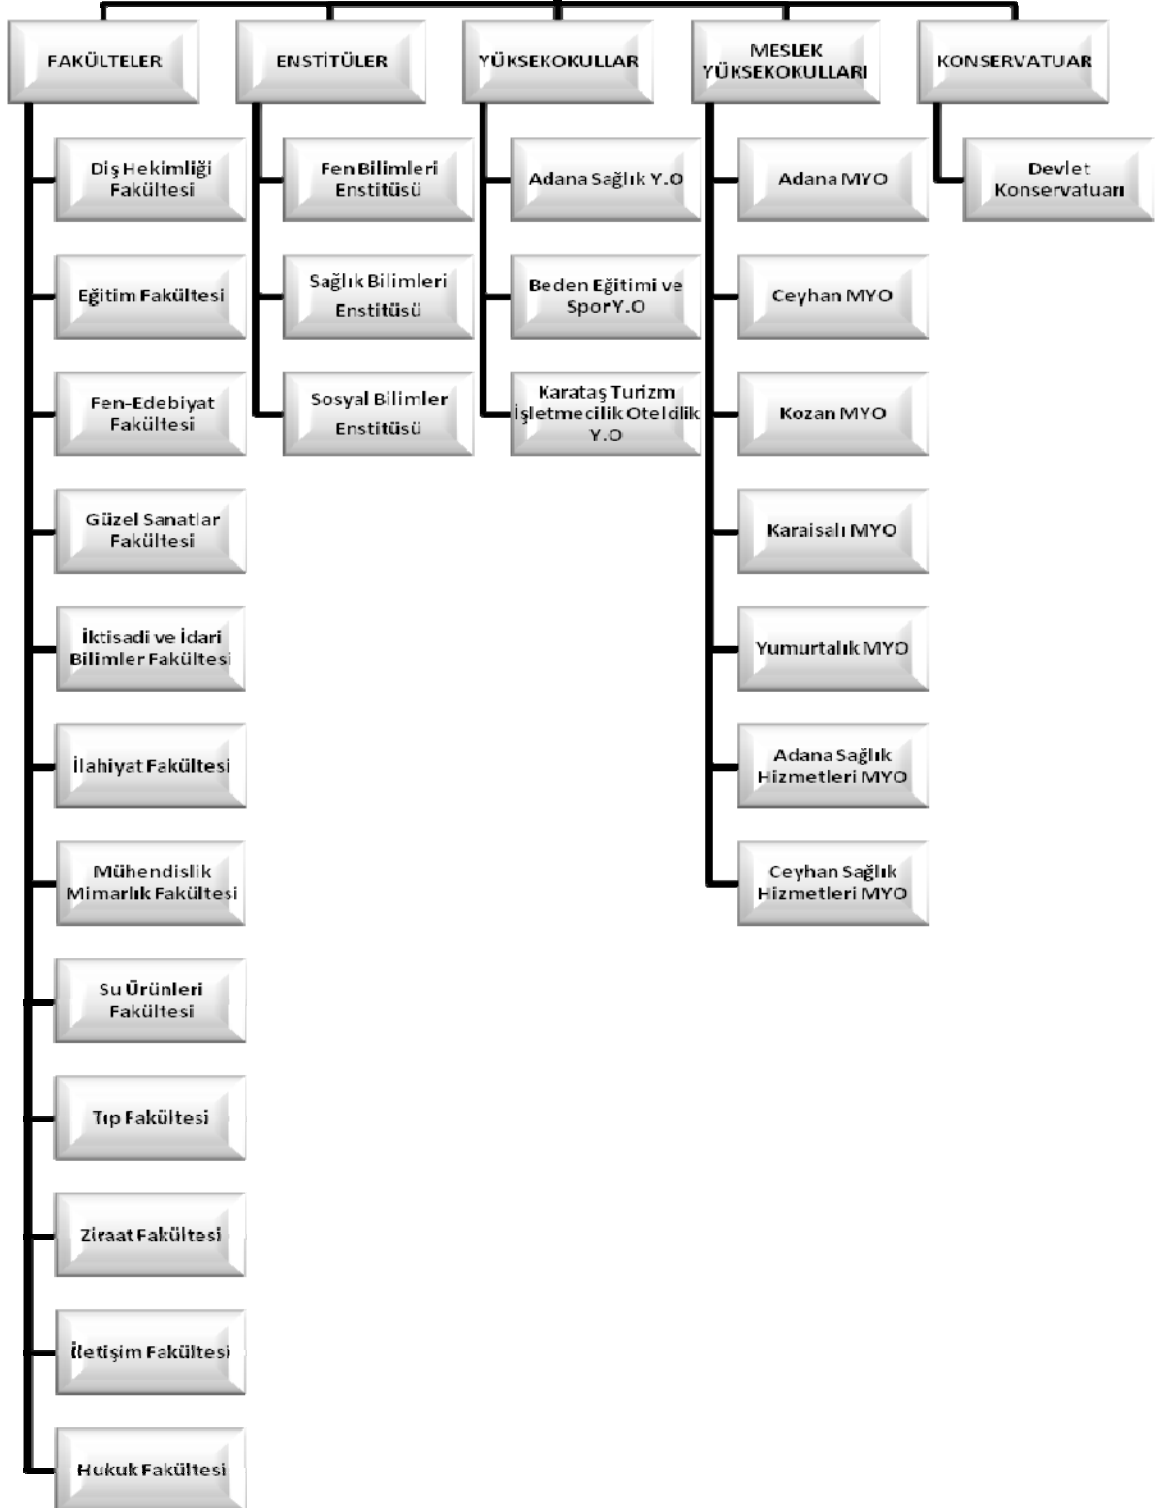 FAKÜLTELER
Diş Hekimliği
Fakültesi
Eğitim Fakültesi
Fen-Edebiyat
Fakültesi
Güzel Sanatlar
Fakültesi
İktisadi ve İdari
Bilimler Fakültesi
İlahiyat Fakültesi
Mühendislik
Mimarlık Fakültesi
Su Ürünleri
Fakültesi
Tıp Fakültesi
Ziraat Fakültesi
İletişim Fakültesi
Hukuk Fakültesi
ENSTİTÜLER
Fen Bilimleri
Enstitüsü
Sağlık Bilimleri
Enstitüsü
Sosyal Bilimler
Enstitüsü
YÜKSEKOKULLAR
Adana Sağlık Y.O
Beden Eğitimi ve
Spor Y.O
Karataş Turizm
İşletmecilik Otelcilik
Y.O
MESLEK
YÜKSEKOKULLARI
Adana MYO
Ceyhan MYO
Kozan MYO
Karaisalı MYO
Yumurtalık MYO
Adana Sağlık
Hizmetleri MYO
Ceyhan Sağlık
Hizmetleri MYO
KONSERVATUAR
Devlet
Konservatuarı